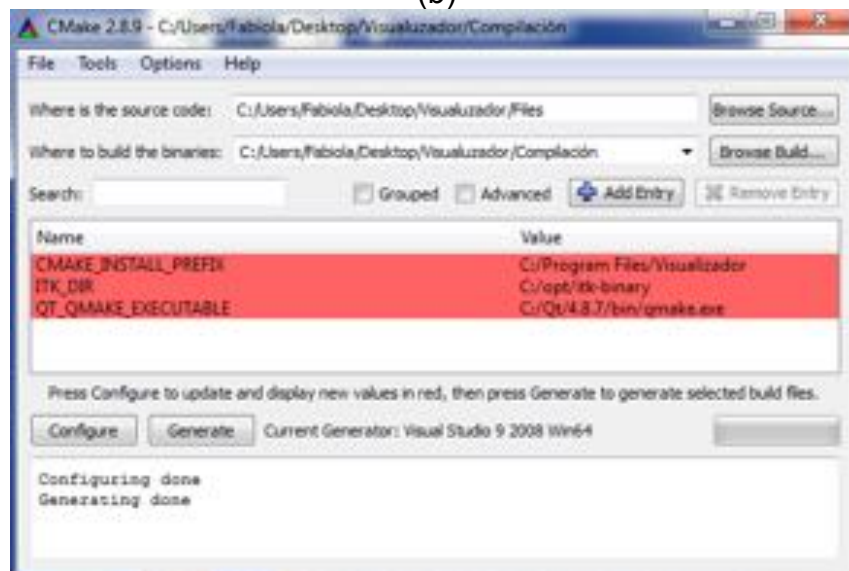 (b)
CMake 2.8.9 - C:/Users/Fabiola/Desktop/Visualuzador/Compilación
File Tools Options Help
Where is the source code: C:/Users/Fabiola/Desktop/Visualuzador/Files Browse Source...
Where to build the binaries: C:/Users/Fabiola/Desktop/Visualuzador/Compilación Browse Build...
Search: Grouped Advanced Add Entry Remove Entry
Name Value
CMAKE_INSTALL_PREFIX C:/Program Files/Visualizador
ITK_DIR C:/opt/itk-binary
QT_QMAKE_EXECUTABLE C:/Qt/4.8.7/bin/qmake.exe
Press Configure to update and display new values in red, then press Generate to generate selected build files.
Configure Generate Current Generator: Visual Studio 9 2008 Win64
Configuring done
Generating done